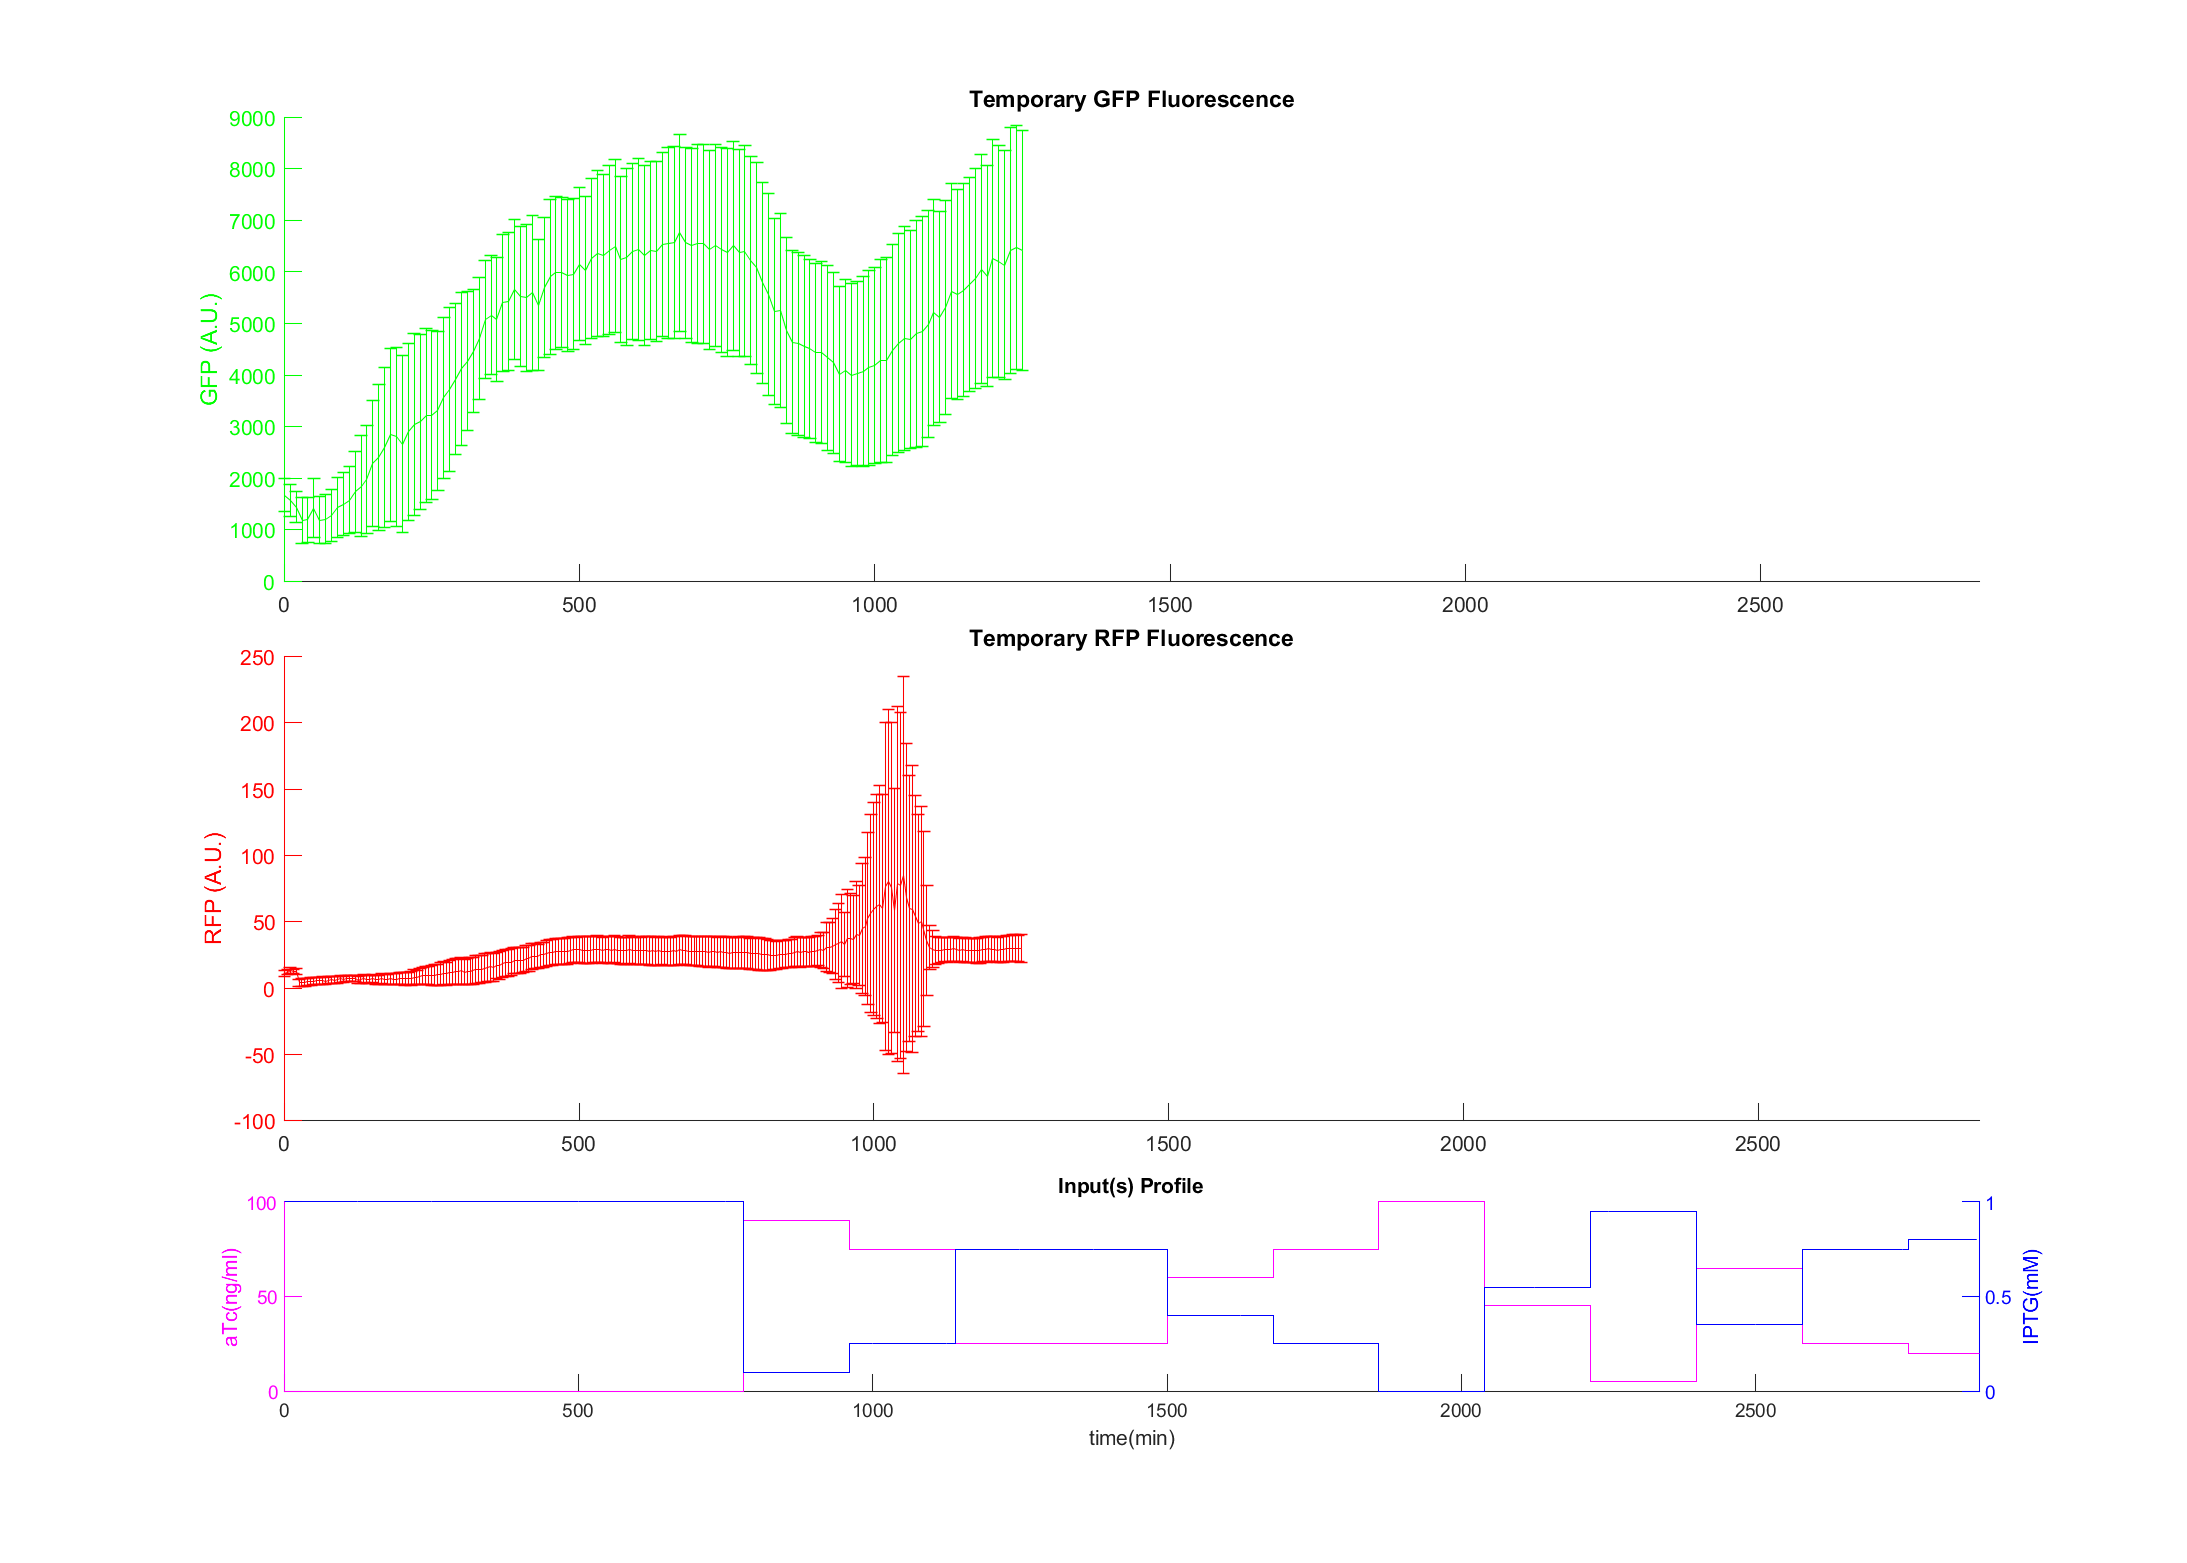 Temporary GFP Fluorescence
9000
8000
7000
6000
5000
4000
3000
2000
1000
0
GFP (A.U.)
0 500 1000 1500 2000 2500
Temporary RFP Fluorescence
250
200
150
100
50
0
-50
-100
RFP (A.U.)
0 500 1000 1500 2000 2500
Input(s) Profile
100
50
0
aTc(ng/ml)
1
0.5
0
IPTG(mM)
0 500 1000 1500 2000 2500
time(min)